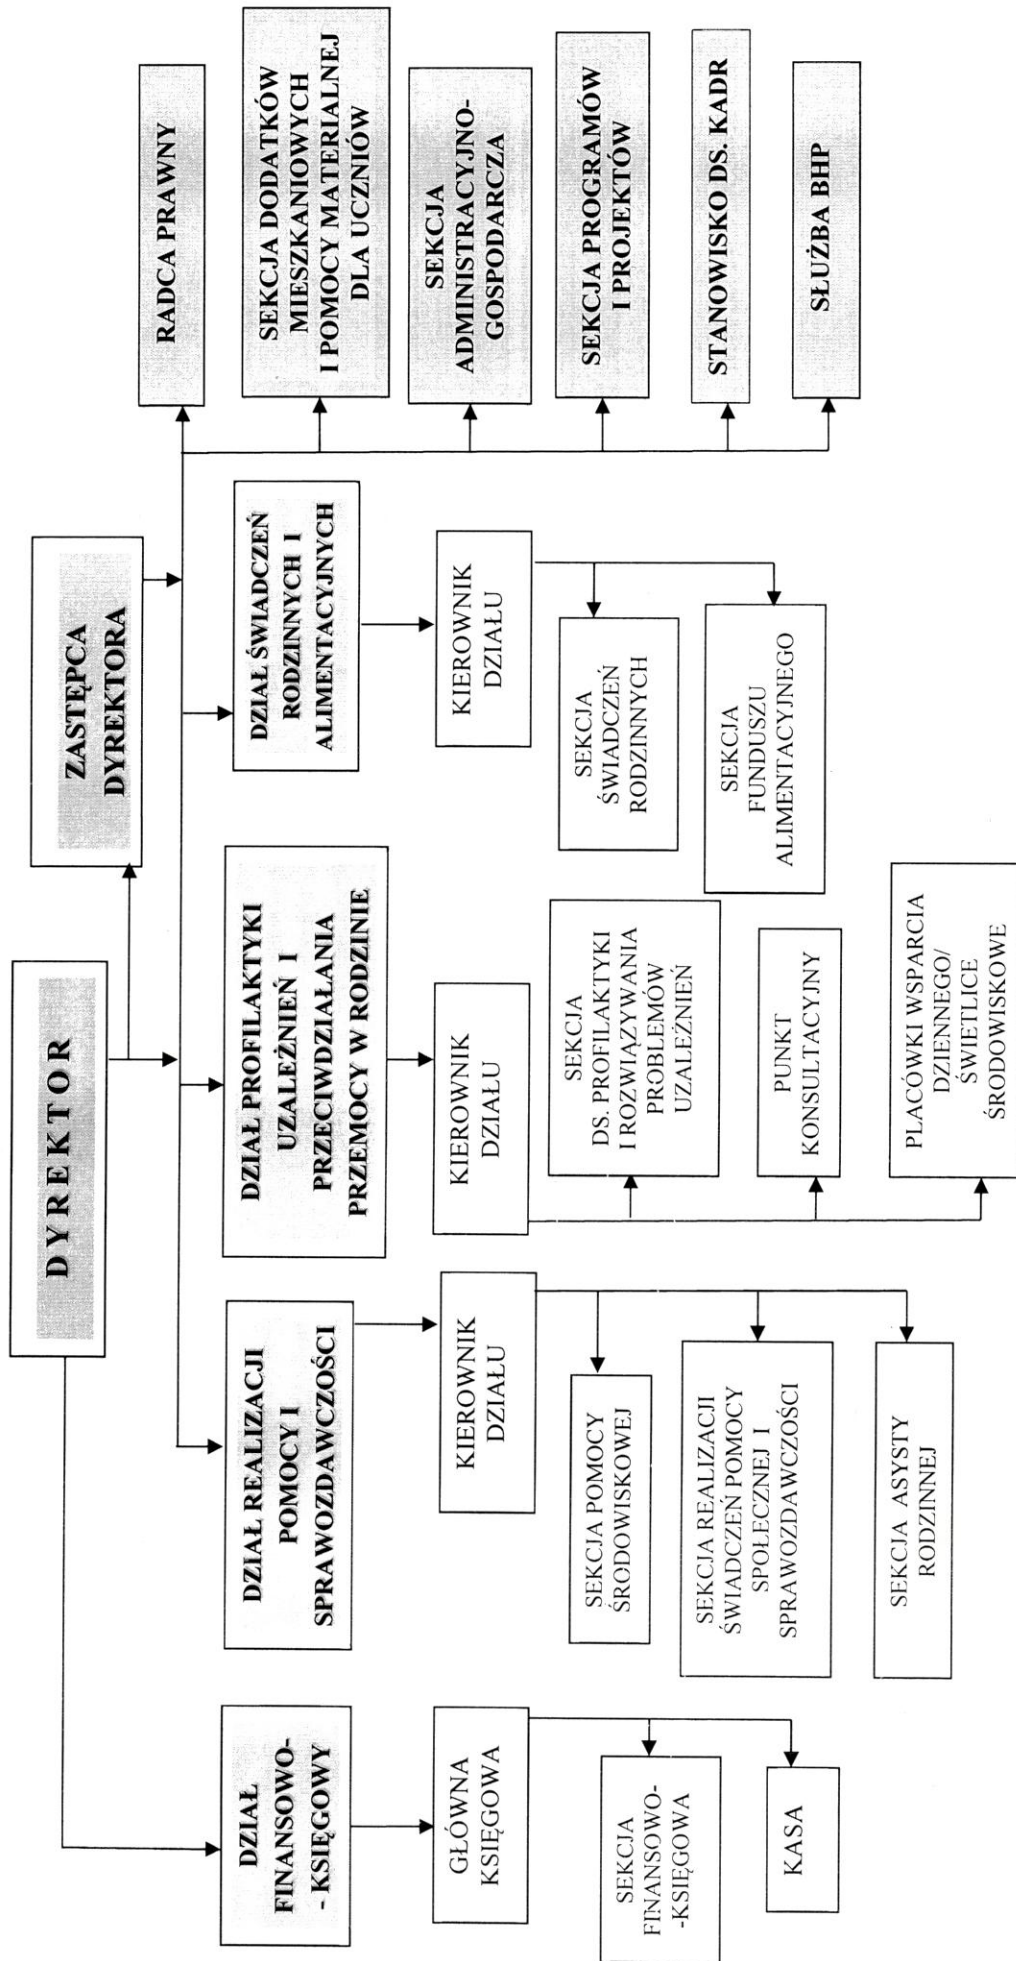 DYREKTOR
ZASTĘPCA
DYREKTORA
DZIAŁ
FINANSOWO-
- KSIĘGOWY
DZIAŁ REALIZACJI
POMOCY I
SPRAWOZDAWCZOŚCI
DZIAŁ PROFILAKTYKI
UZALEŻNIEŃ I
PRZECIWDZIAŁANIA
PRZEMOCY W RODZINIE
DZIAŁ ŚWIADCZEŃ
RODZINNYCH I
ALIMENTACYJNYCH
RADCA PRAWNY
SEKCJA DODATKÓW
MIESZKANIOWYCH
I POMOCY MATERIALNEJ
DLA UCZNIÓW
SEKCJA
ADMINISTRACYJNO-
GOSPODARCZA
SEKCJA PROGRAMÓW
I PROJEKTÓW
STANOWISKO DS. KADR
SŁUŻBA BHP
GŁÓWNA
KSIĘGOWA
SEKCJA
FINANSOWO-
-KSIĘGOWA
KASA
KIEROWNIK
DZIAŁU
SEKCJA POMOCY
ŚRODOWISKOWEJ
SEKCJA REALIZACJI
ŚWIADCZEŃ POMOCY
SPOŁECZNEJ I
SPRAWOZDAWCZOŚCI
SEKCJA ASYSTY
RODZINNEJ
KIEROWNIK
DZIAŁU
SEKCJA
DS. PROFILAKTYKI
I ROZWIĄZYWANIA
PROBLEMÓW
UZALEŻNIEŃ
PUNKT
KONSULTACYJNY
PLACÓWKI WSPARCIA
DZIENNEGO/
ŚWIETLICE
ŚRODOWISKOWE
KIEROWNIK
DZIAŁU
SEKCJA
ŚWIADCZEŃ
RODZINNYCH
SEKCJA
FUNDUSZU
ALIMENTACYJNEGO